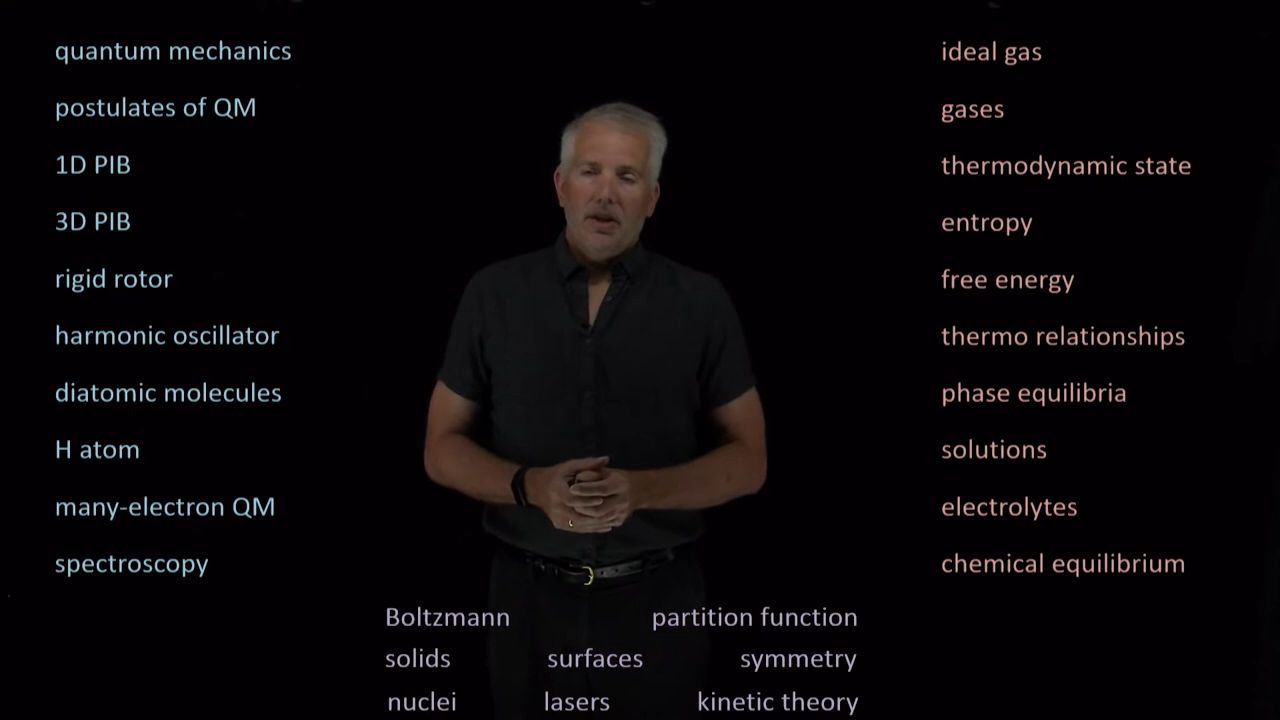 quantum mechanics
postulates of QM
1D PIB
3D PIB
rigid rotor
harmonic oscillator
diatomic molecules
H atom
many-electron QM
spectroscopy
ideal gas
gases
thermodynamic state
entropy
free energy
thermo relationships
phase equilibria
solutions
electrolytes
chemical equilibrium
Boltzmann partition function
solids surfaces symmetry
nuclei lasers kinetic theory